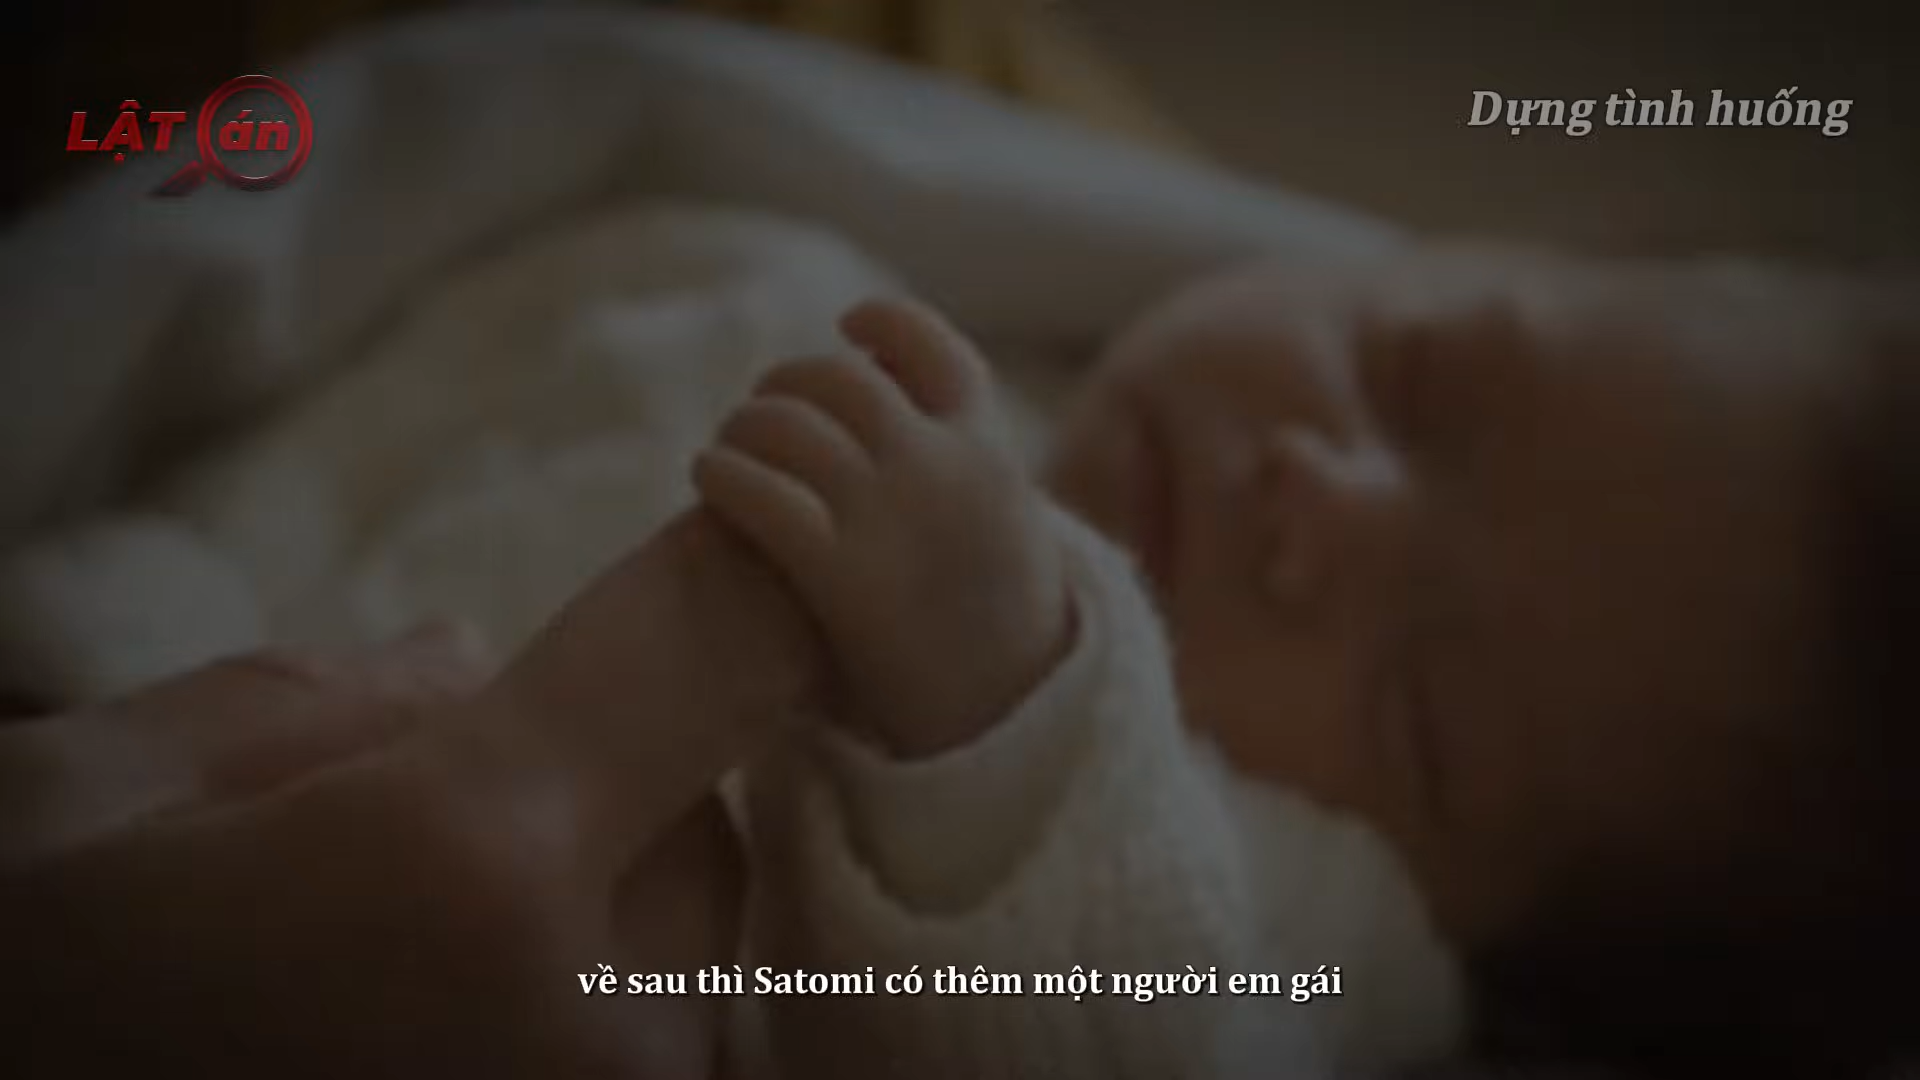 LẬT án
Dựng tình huống
về sau thì Satomi có thêm một người em gái